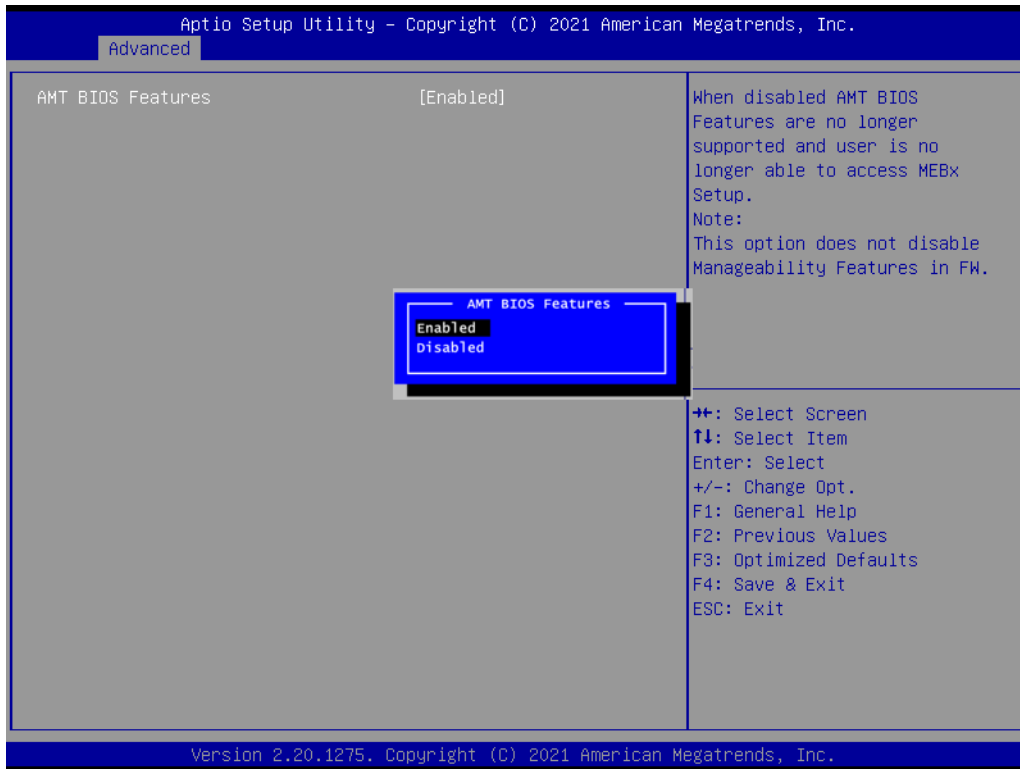 Aptio Setup Utility – Copyright (C) 2021 American Megatrends, Inc.
Advanced
AMT BIOS Features [Enabled]
When disabled AMT BIOS
Features are no longer
supported and user is no
longer able to access MEBx
Setup.
Note:
This option does not disable
Manageability Features in FW.
AMT BIOS Features
Enabled
Disabled
→←: Select Screen
↑↓: Select Item
Enter: Select
+/-: Change Opt.
F1: General Help
F2: Previous Values
F3: Optimized Defaults
F4: Save & Exit
ESC: Exit
Version 2.20.1275. Copyright (C) 2021 American Megatrends, Inc.